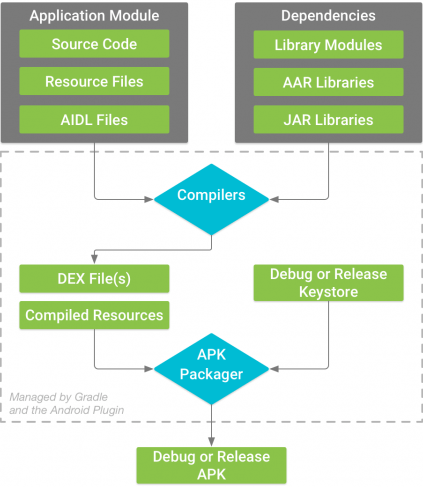 Application Module
Source Code
Resource Files
AIDL Files
Dependencies
Library Modules
AAR Libraries
JAR Libraries
Compilers
DEX File(s)
Compiled Resources
Debug or Release
Keystore
APK
Packager
Managed by Gradle
and the Android Plugin
Debug or Release
APK